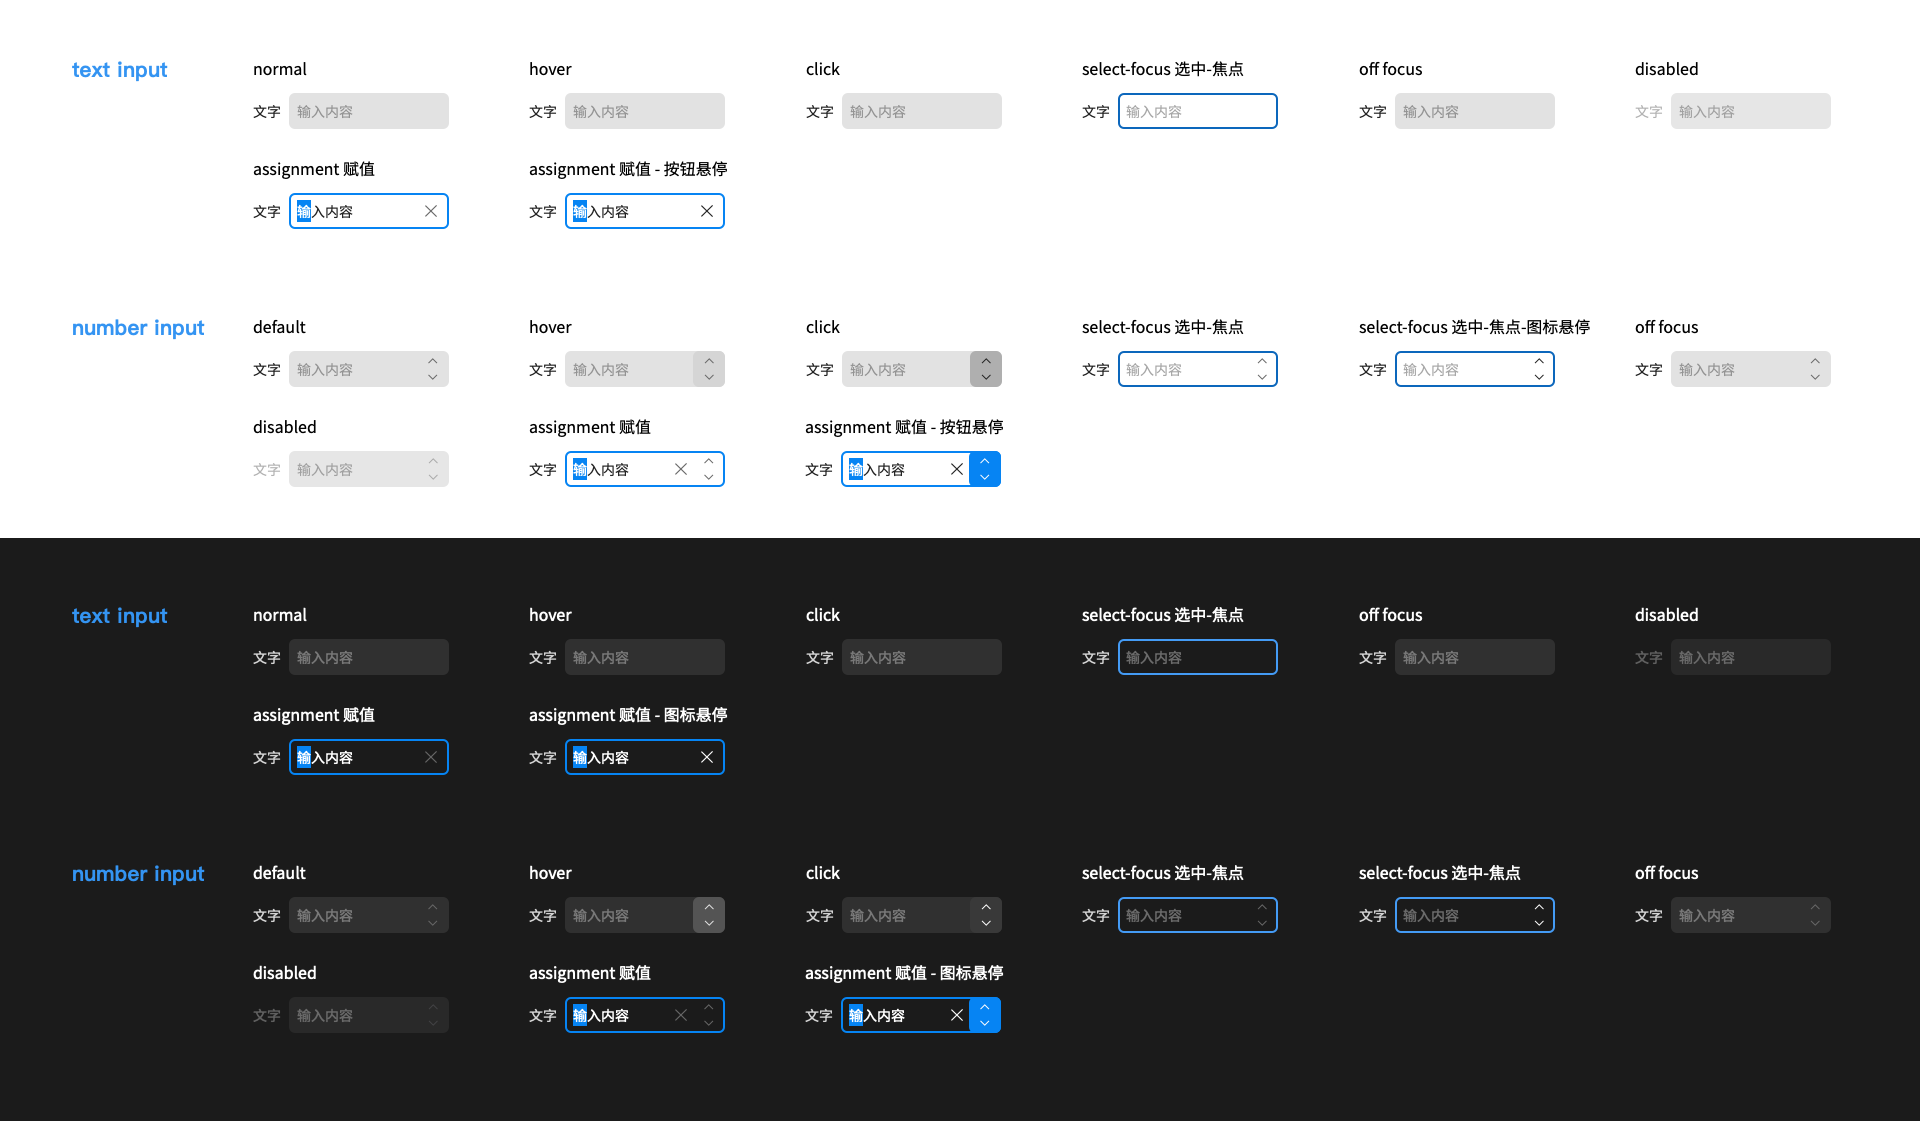 text input
normal
hover
click
select-focus 选中-焦点
off focus
disabled
文字 输入内容
文字 输入内容
文字 输入内容
文字 输入内容
文字 输入内容
文字 输入内容
assignment 赋值
assignment 赋值 - 按钮悬停
文字 输入内容
文字 输入内容
number input
default
hover
click
select-focus 选中-焦点
select-focus 选中-焦点-图标悬停
off focus
文字 输入内容
文字 输入内容
文字 输入内容
文字 输入内容
文字 输入内容
文字 输入内容
disabled
assignment 赋值
assignment 赋值 - 按钮悬停
文字 输入内容
文字 输入内容
文字 输入内容
text input
normal
hover
click
select-focus 选中-焦点
off focus
disabled
文字 输入内容
文字 输入内容
文字 输入内容
文字 输入内容
文字 输入内容
文字 输入内容
assignment 赋值
assignment 赋值 - 图标悬停
文字 输入内容
文字 输入内容
number input
default
hover
click
select-focus 选中-焦点
select-focus 选中-焦点
off focus
文字 输入内容
文字 输入内容
文字 输入内容
文字 输入内容
文字 输入内容
文字 输入内容
disabled
assignment 赋值
assignment 赋值 - 图标悬停
文字 输入内容
文字 输入内容
文字 输入内容